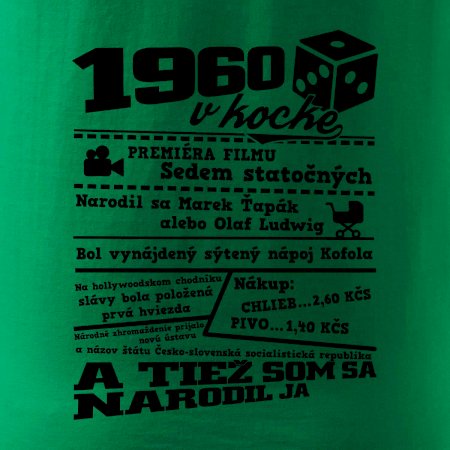 1960
v kocke
PREMIÉRA FILMU
Sedem statočných
Narodil sa Marek Ťapák
alebo Olaf Ludwig
Bol vynájdený sýtený nápoj Kofola
Na hollywoodskom chodníku
slávy bola položená
prvá hviezda
Nákup:
CHLIEB...2,60 KČS
PIVO...1,40 KČS
Národné zhromaždenie prijalo
novú ústavu
a názov štátu Česko-slovenská socialistická republika
A TIEŽ SOM SA
NARODIL JA